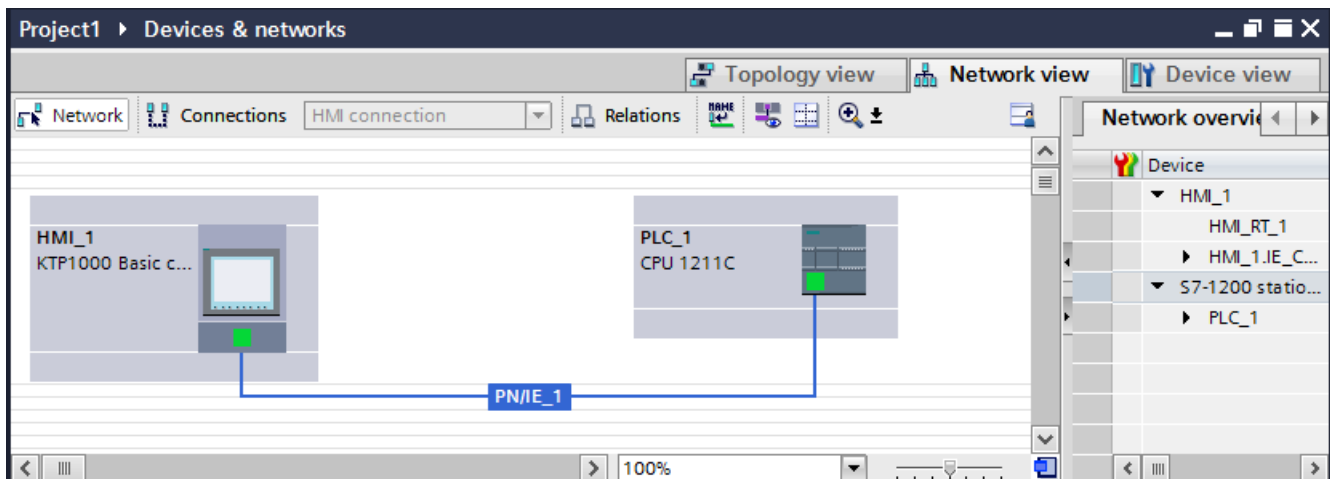 Project1 ▸ Devices & networks
Topology view Network view Device view
Network Connections HMI connection Relations NAME
Network overvie
Device
HMI_1
HMI_RT_1
HMI_1.IE_C...
S7-1200 statio...
PLC_1
HMI_1
KTP1000 Basic c...
PLC_1
CPU 1211C
PN/IE_1
100%